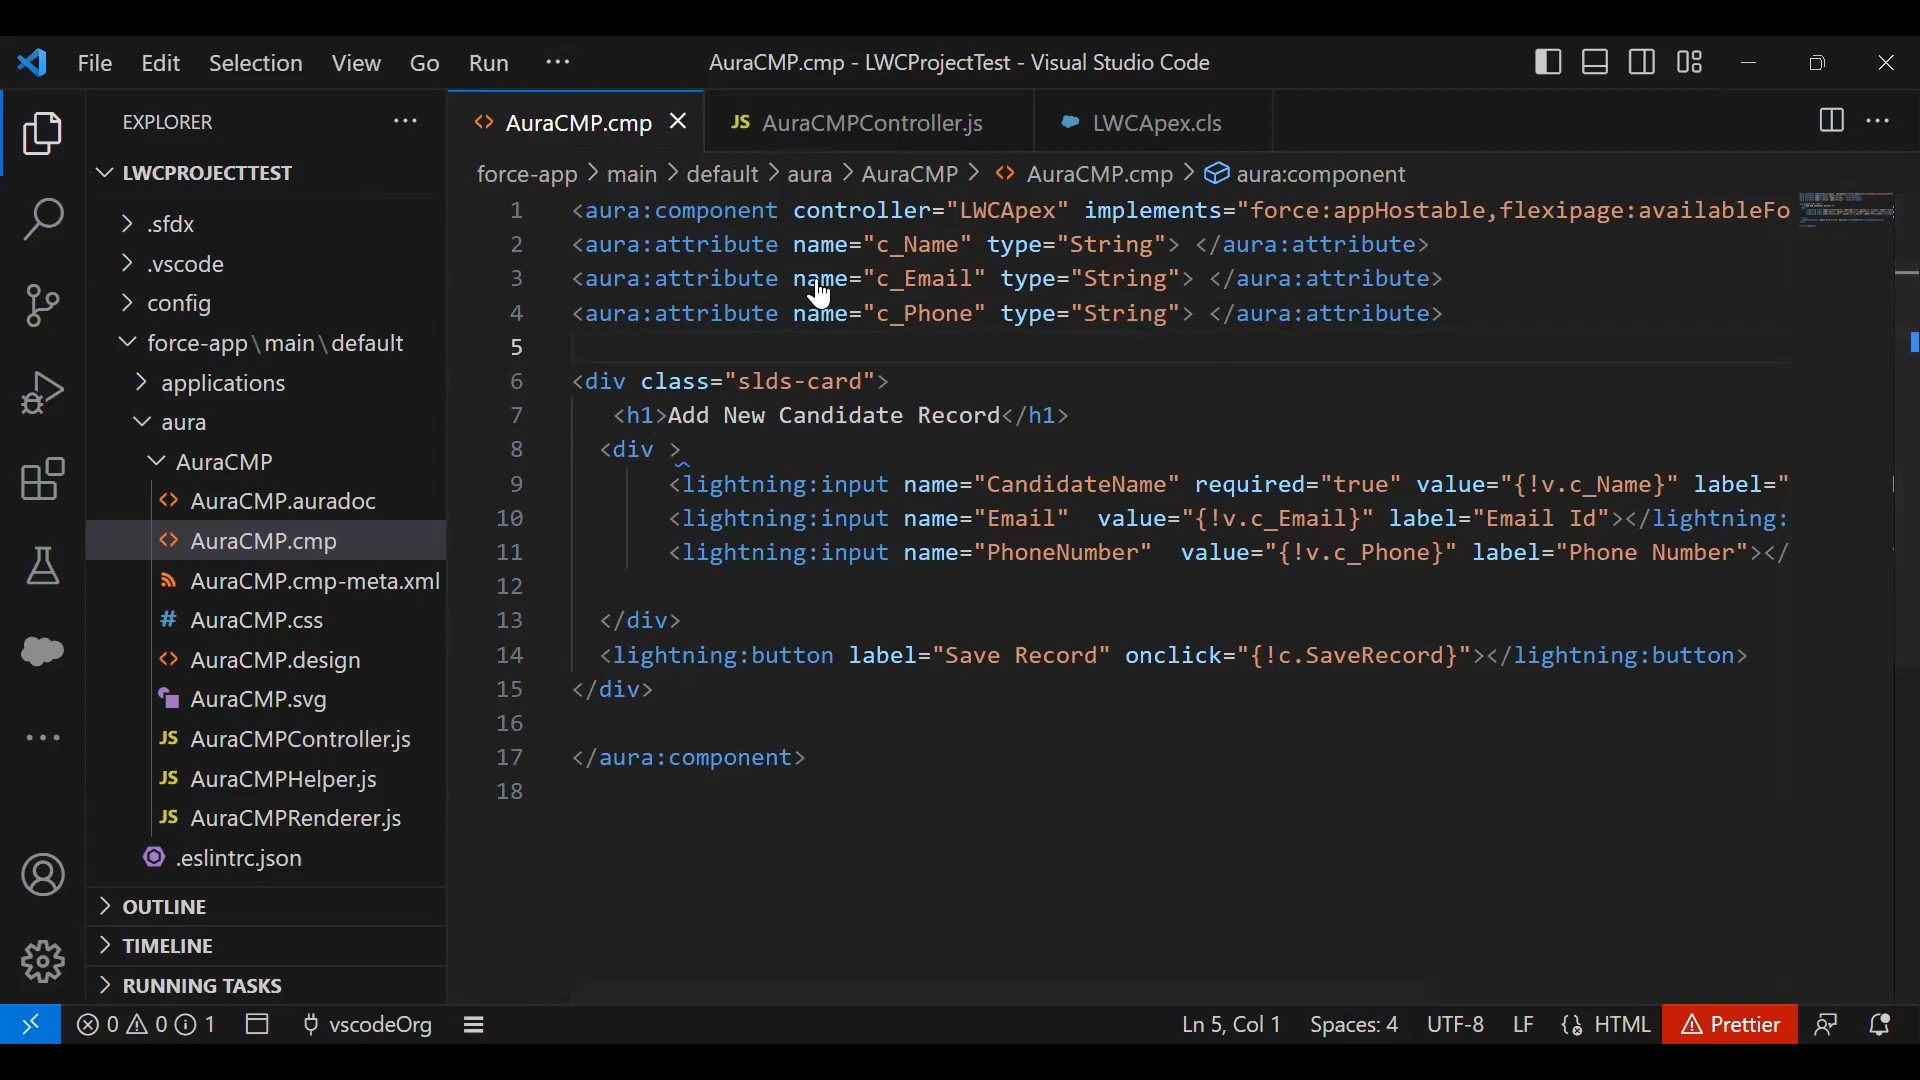 File Edit Selection View Go Run ··· AuraCMP.cmp - LWCProjectTest - Visual Studio Code
EXPLORER ···
LWCPROJECTTEST
.sfdx
.vscode
config
force-app\main\default
applications
aura
AuraCMP
AuraCMP.auradoc
AuraCMP.cmp
AuraCMP.cmp-meta.xml
AuraCMP.css
AuraCMP.design
AuraCMP.svg
JS AuraCMPController.js
JS AuraCMPHelper.js
JS AuraCMPRenderer.js
.eslintrc.json
OUTLINE
TIMELINE
RUNNING TASKS
AuraCMP.cmp JS AuraCMPController.js LWCApex.cls
force-app > main > default > aura > AuraCMP > AuraCMP.cmp > aura:component
1 <aura:component controller="LWCApex" implements="force:appHostable,flexipage:availableFo
2 <aura:attribute name="c_Name" type="String"> </aura:attribute>
3 <aura:attribute name="c_Email" type="String"> </aura:attribute>
4 <aura:attribute name="c_Phone" type="String"> </aura:attribute>
5
6 <div class="slds-card">
7 <h1>Add New Candidate Record</h1>
8 <div >
9 <lightning:input name="CandidateName" required="true" value="{!v.c_Name}" label="
10 <lightning:input name="Email"  value="{!v.c_Email}" label="Email Id"></lightning:
11 <lightning:input name="PhoneNumber"  value="{!v.c_Phone}" label="Phone Number"></
12
13 </div>
14 <lightning:button label="Save Record" onclick="{!c.SaveRecord}"></lightning:button>
15 </div>
16
17 </aura:component>
18
0 0 1 vscodeOrg Ln 5, Col 1 Spaces: 4 UTF-8 LF HTML Prettier